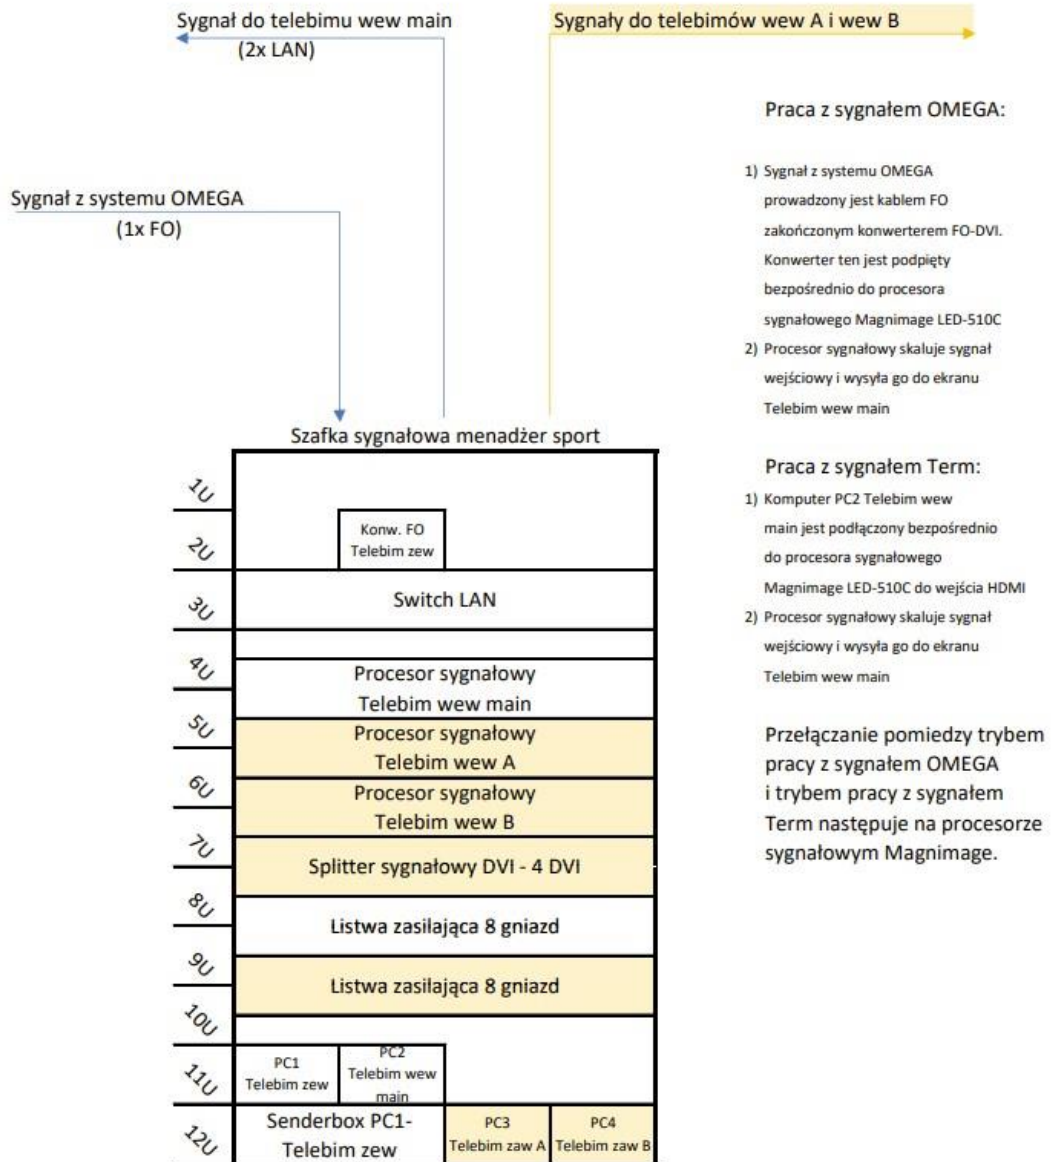 Sygnał do telebimu wew main
(2x LAN)
Sygnały do telebimów wew A i wew B
Sygnał z systemu OMEGA
(1x FO)
Praca z sygnałem OMEGA:
1) Sygnał z systemu OMEGA
prowadzony jest kablem FO
zakończonym konwerterem FO-DVI.
Konwerter ten jest podpięty
bezpośrednio do procesora
sygnałowego Magnimage LED-510C
2) Procesor sygnałowy skaluje sygnał
wejściowy i wysyła go do ekranu
Telebim wew main
Praca z sygnałem Term:
1) Komputer PC2 Telebim wew
main jest podłączony bezpośrednio
do procesora sygnałowego
Magnimage LED-510C do wejścia HDMI
2) Procesor sygnałowy skaluje sygnał
wejściowy i wysyła go do ekranu
Telebim wew main
Przełączanie pomiedzy trybem
pracy z sygnałem OMEGA
i trybem pracy z sygnałem
Term następuje na procesorze
sygnałowym Magnimage.
Szafka sygnałowa menadżer sport
1U
2U
Konw. FO
Telebim zew
3U
Switch LAN
4U
Procesor sygnałowy
Telebim wew main
5U
Procesor sygnałowy
Telebim wew A
6U
Procesor sygnałowy
Telebim wew B
7U
Splitter sygnałowy DVI - 4 DVI
8U
Listwa zasilająca 8 gniazd
9U
Listwa zasilająca 8 gniazd
10U
11U
PC1
Telebim zew
PC2
Telebim wew
main
12U
Senderbox PC1-
Telebim zew
PC3
Telebim zaw A
PC4
Telebim zaw B